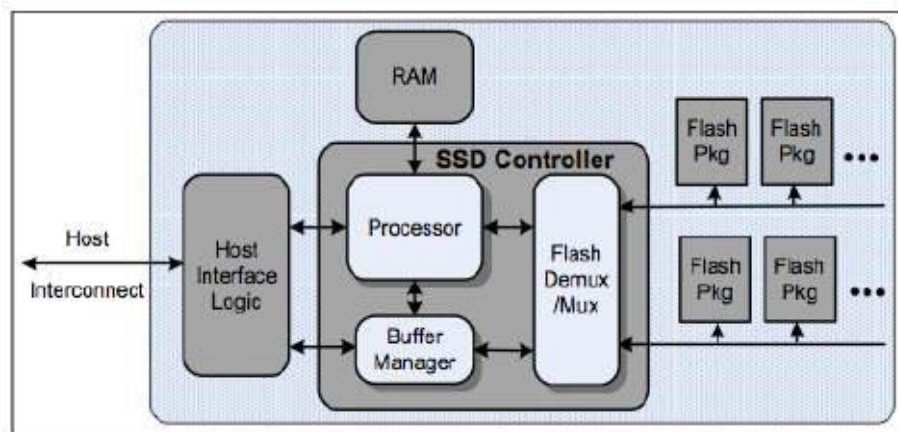 RAM
SSD Controller
Flash
Pkg
Flash
Pkg
•••
Host
Interconnect
Host
Interface
Logic
Processor
Flash
Demux
/Mux
Buffer
Manager
Flash
Pkg
Flash
Pkg
•••